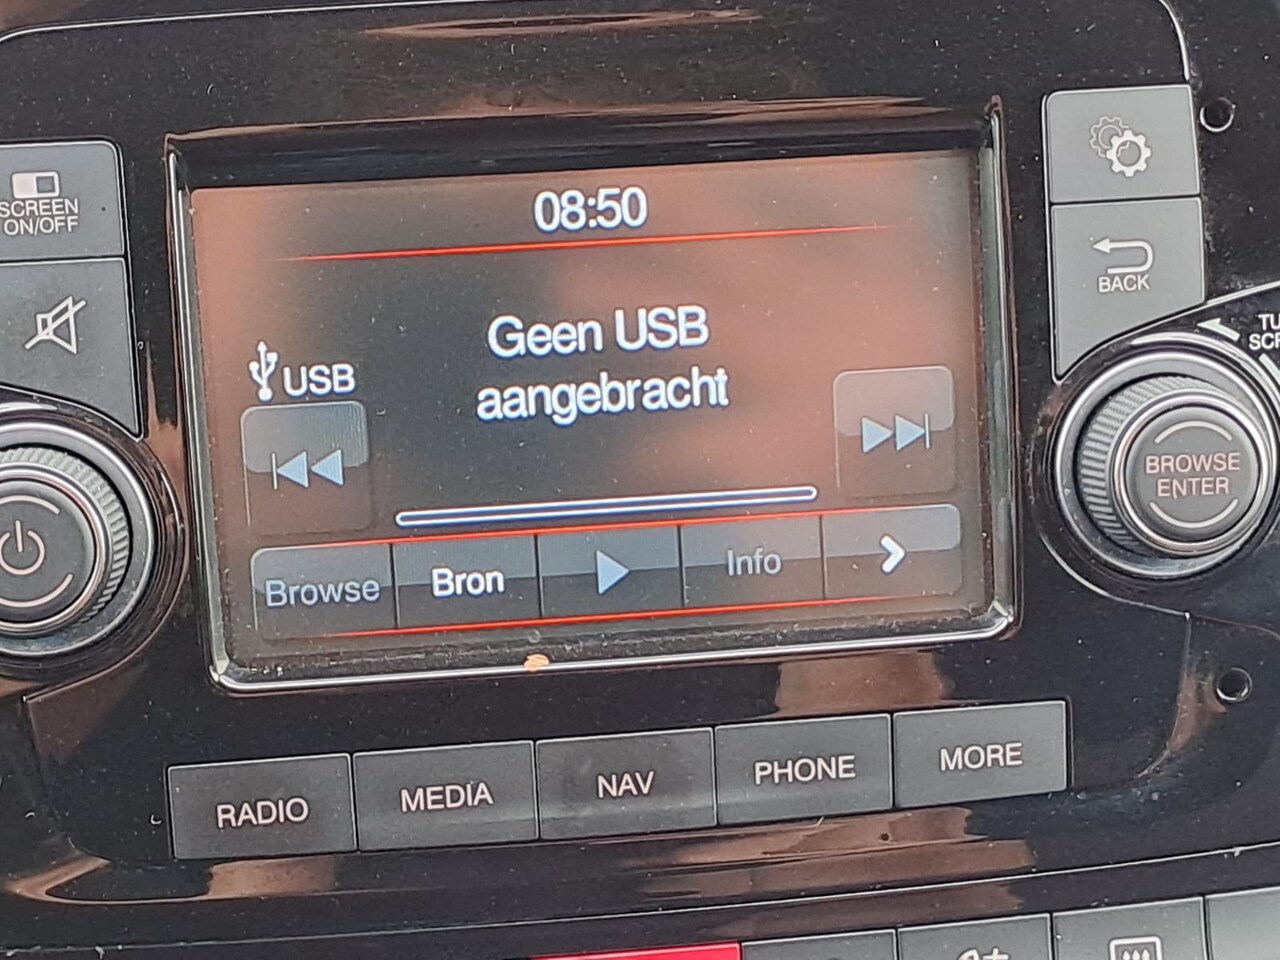 SCREEN
ON/OFF
08:50
BACK
Geen USB
aangebracht
USB
BROWSE
ENTER
Browse
Bron
Info
RADIO
MEDIA
NAV
PHONE
MORE